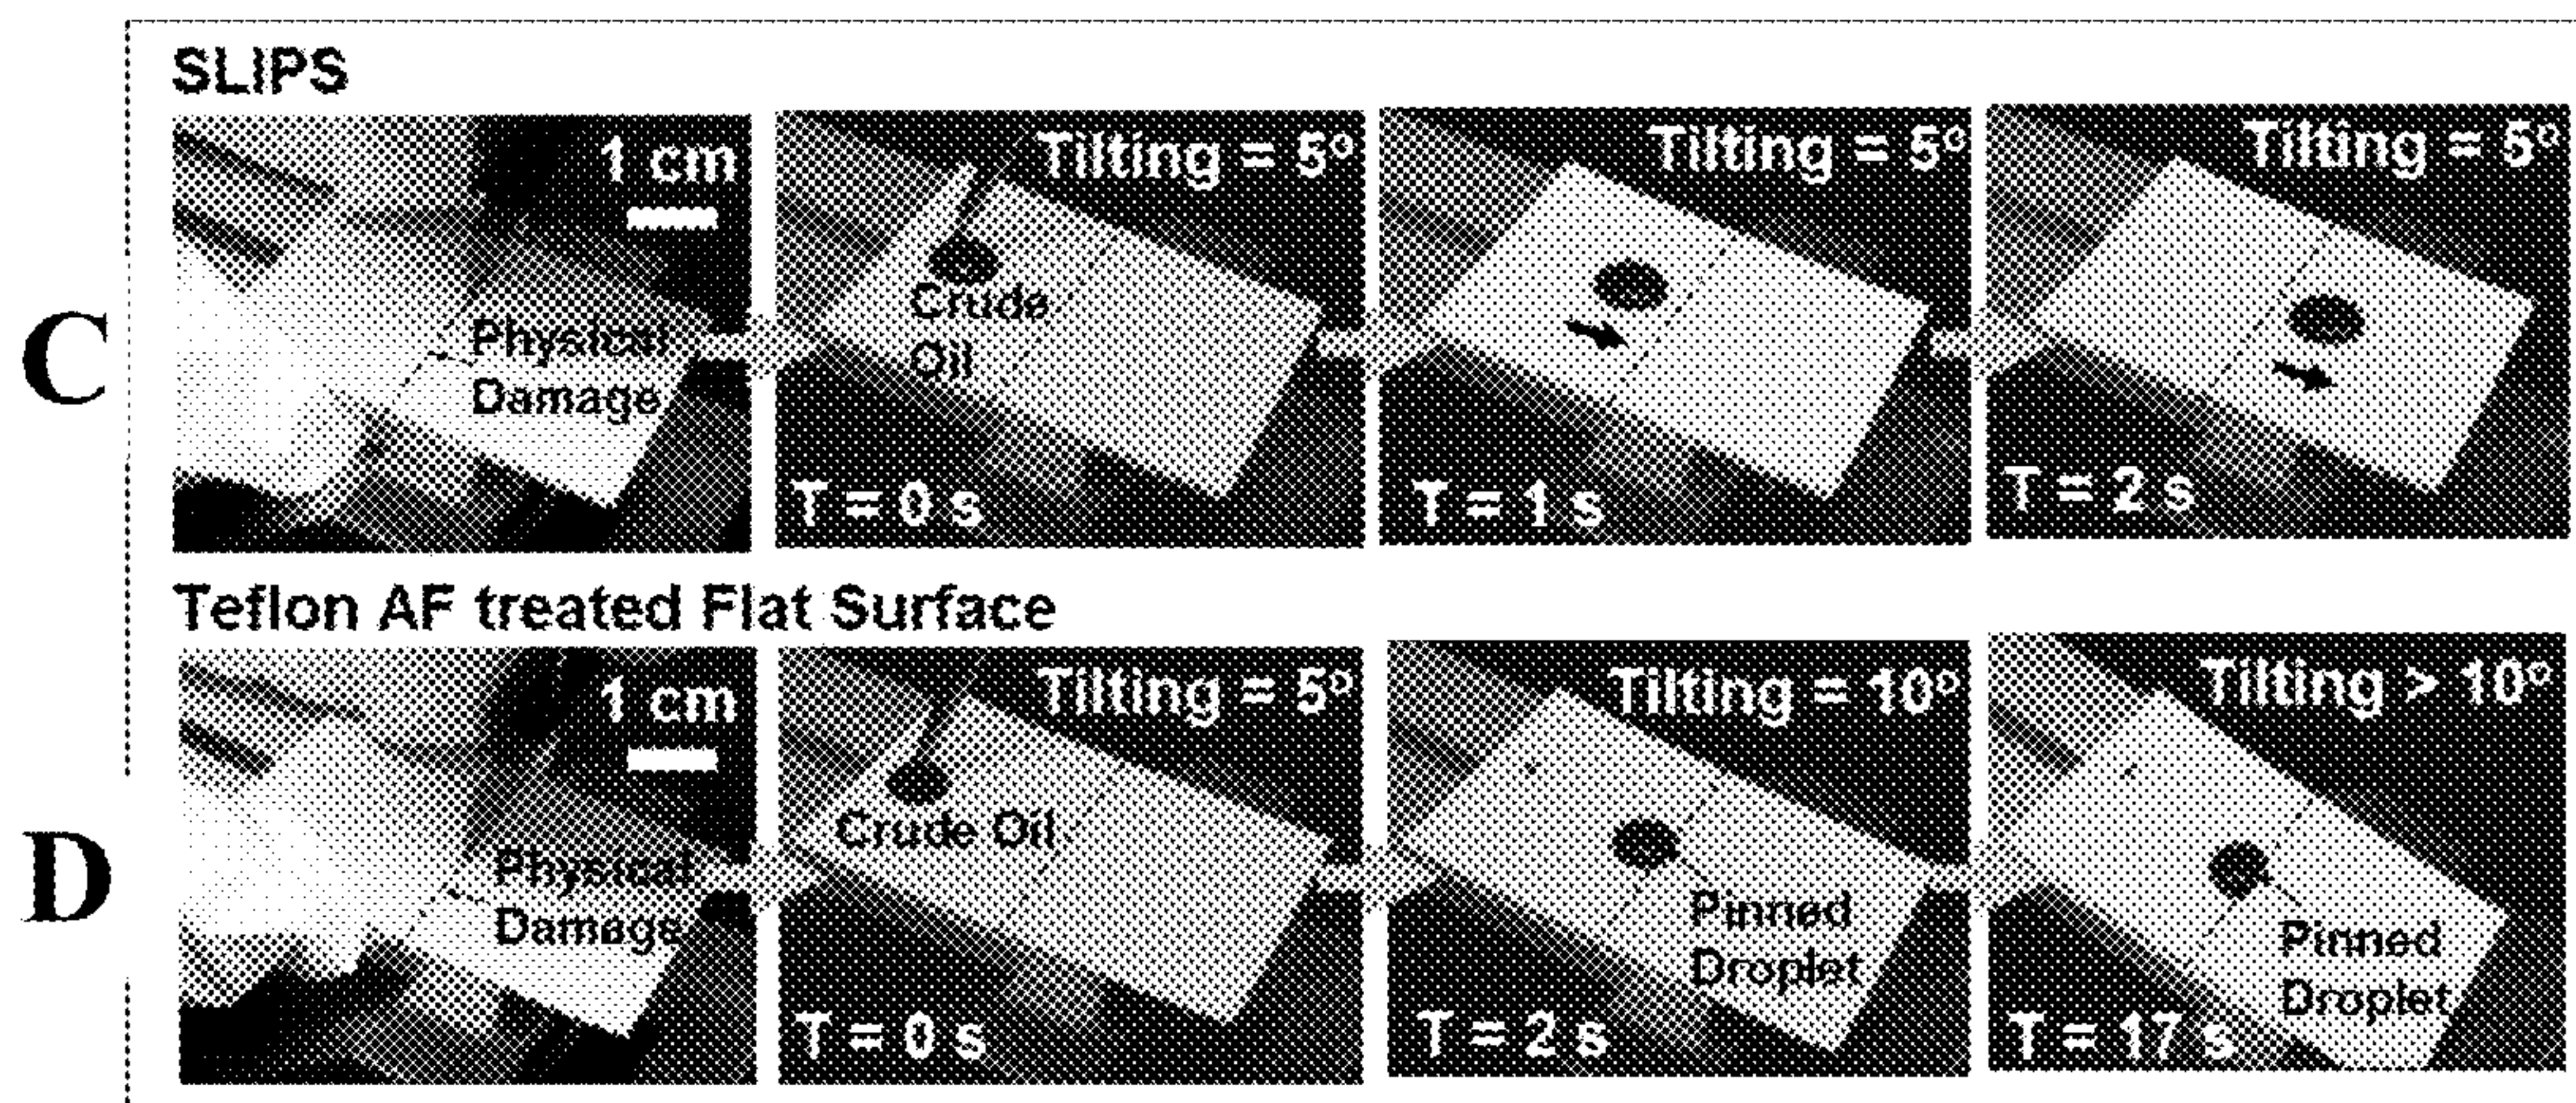 SLIPS
C
1 cm
Physical
Damage
Tilting = 5°
Crude
Oil
T = 0 s
Tilting = 5°
T = 1 s
Tilting = 5°
T = 2 s
Teflon AF treated Flat Surface
D
1 cm
Physical
Damage
Tilting = 5°
Crude Oil
T = 0 s
Tilting = 10°
Pinned
Droplet
T = 2 s
Tilting > 10°
Pinned
Droplet
T = 17 s